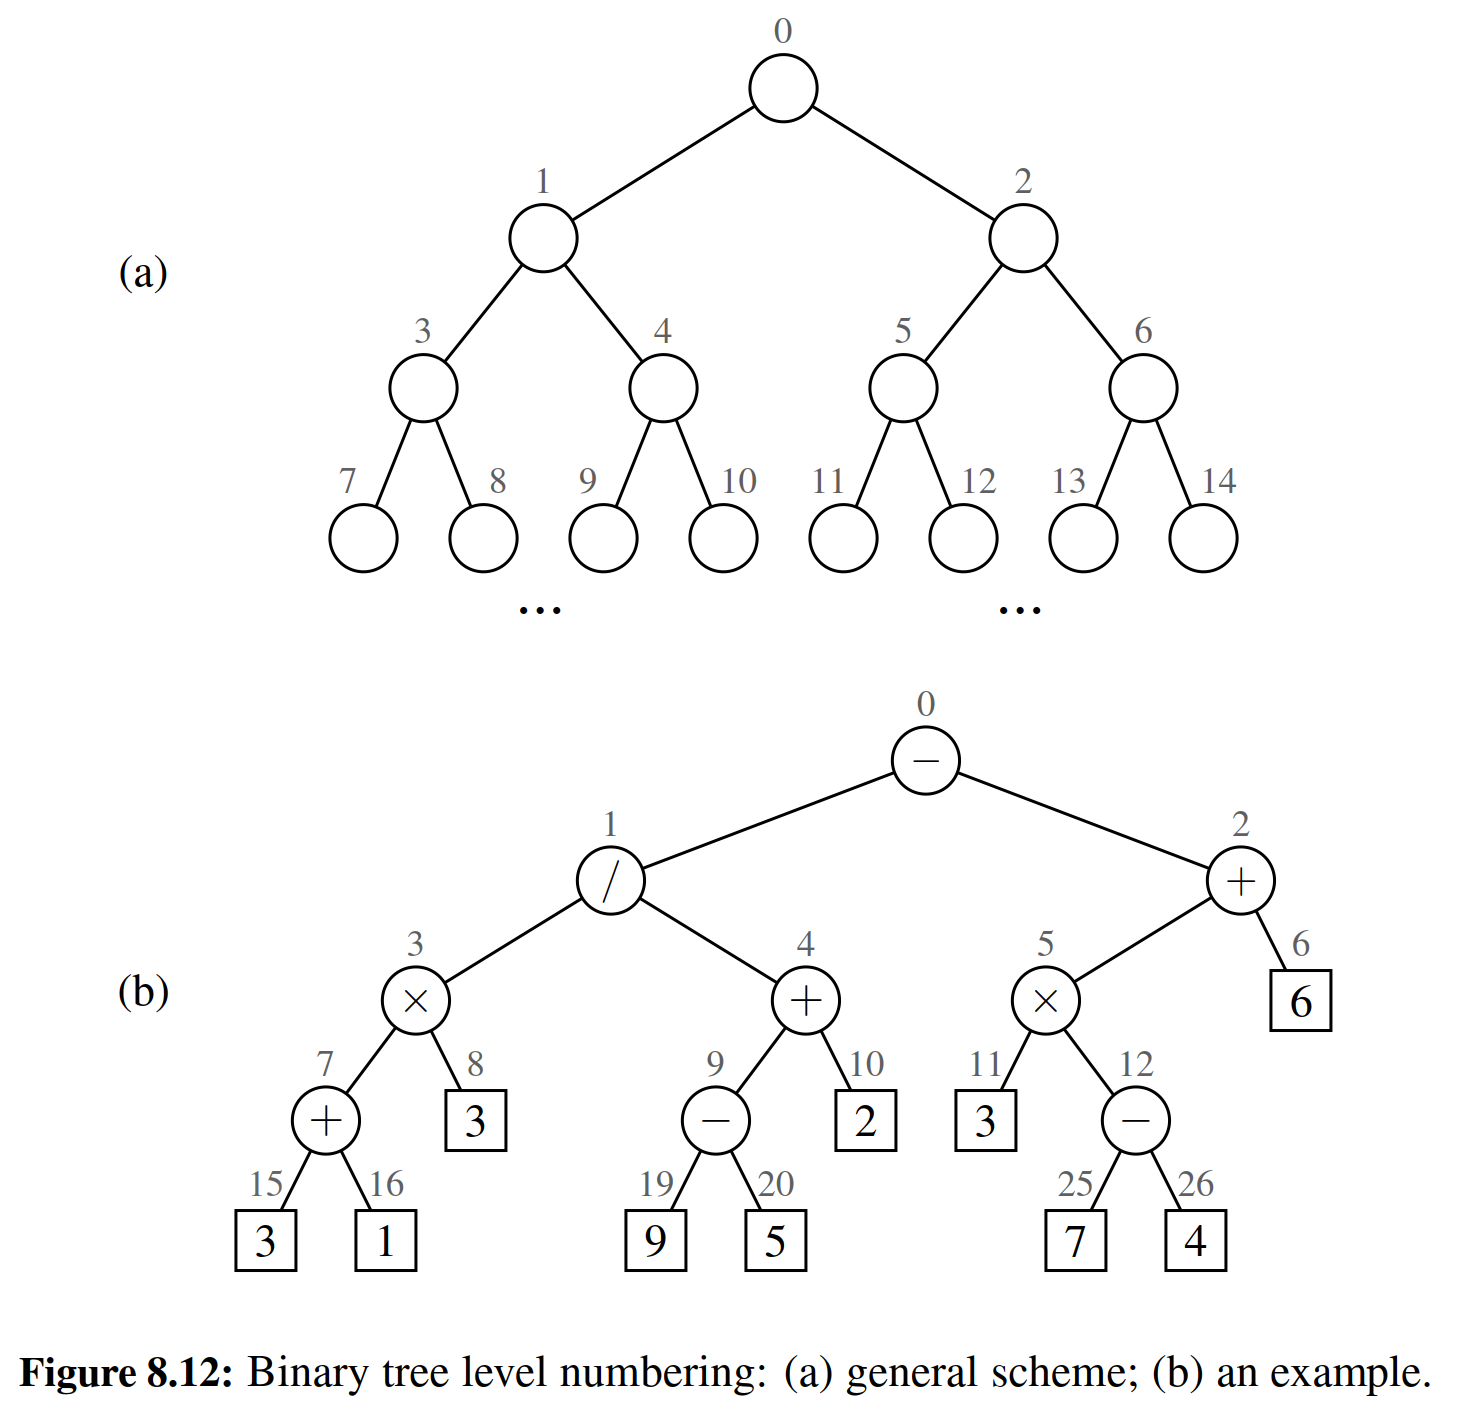 0
1 2
(a)
3 4 5 6
7 8 9 10 11 12 13 14
... ...
0
−
1 2
/ +
3 4 5 6
(b)
× + × 6
7 8 9 10 11 12
+ 3 − 2 3 −
15 16 19 20 25 26
3 1 9 5 7 4
Figure 8.12: Binary tree level numbering: (a) general scheme; (b) an example.